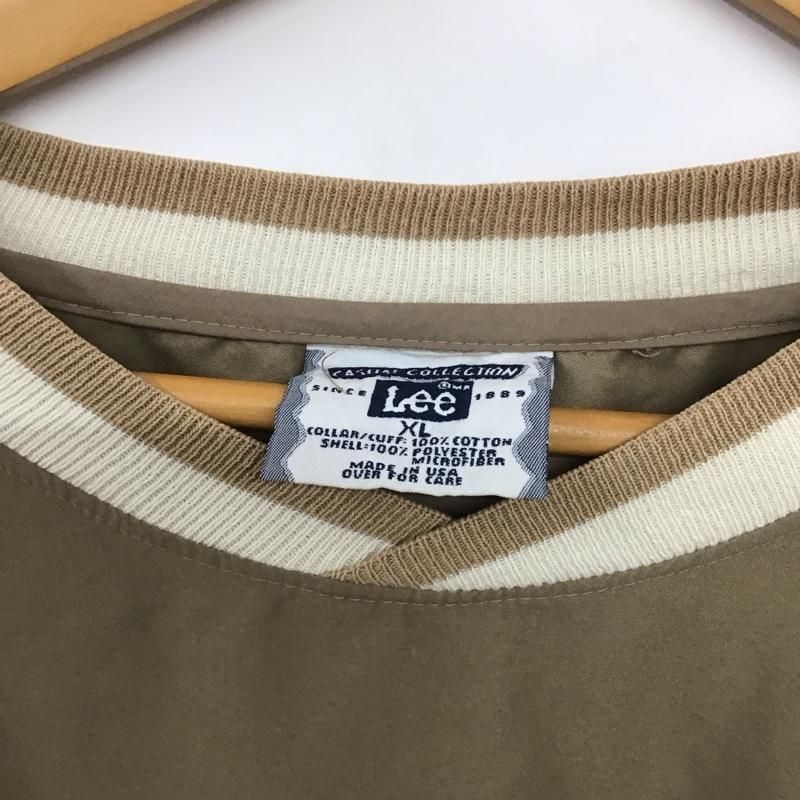 CASUAL COLLECTION
® MR
SINCE Lee 1889
XL
COLLAR/CUFF: 100% COTTON
SHELL: 100% POLYESTER
MICROFIBER
MADE IN USA
OVER FOR CARE